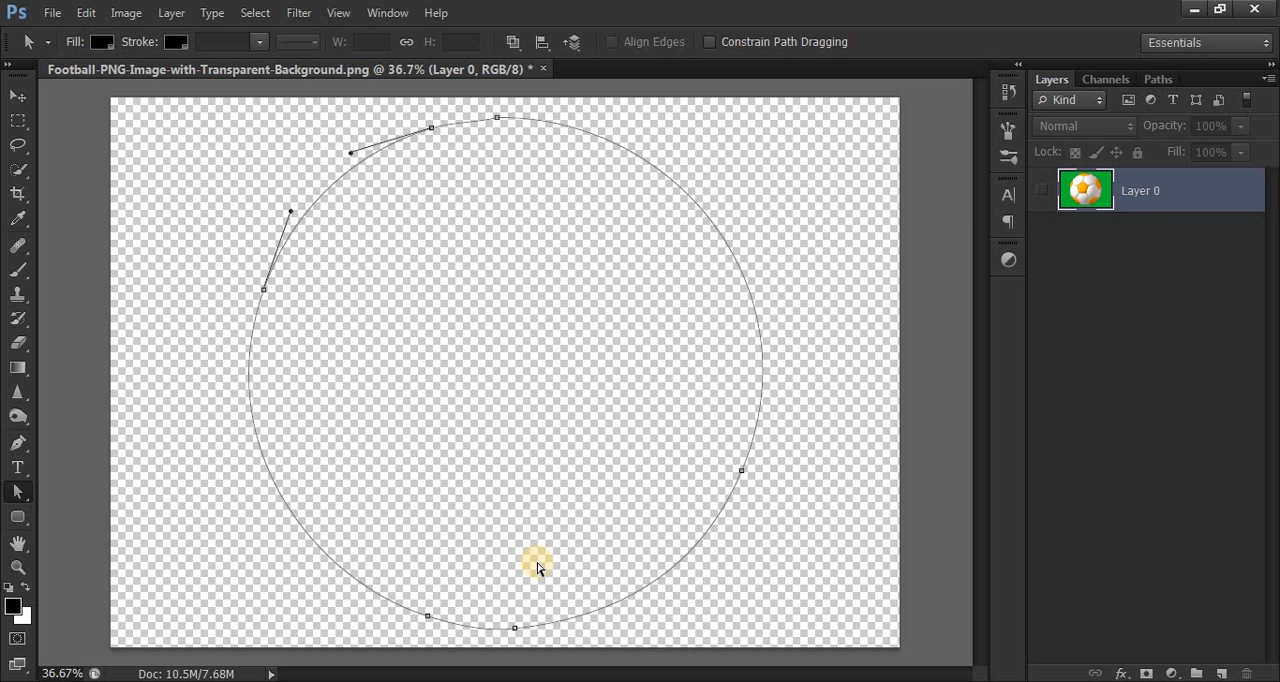 Ps File Edit Image Layer Type Select Filter View Window Help
Fill: Stroke: W: H: Align Edges Constrain Path Dragging Essentials
Football-PNG-Image-with-Transparent-Background.png @ 36.7% (Layer 0, RGB/8) * ×
Layers Channels Paths
Kind T
Normal Opacity: 100%
Lock: Fill: 100%
Layer 0
A
T
36.67% Doc: 10.5M/7.68M
fx